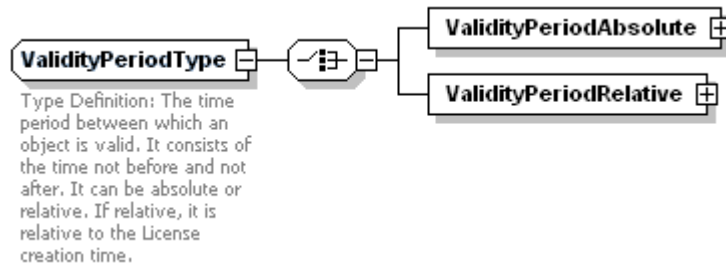 ValidityPeriodAbsolute
ValidityPeriodType
ValidityPeriodRelative
Type Definition: The time
period between which an
object is valid. It consists of
the time not before and not
after. It can be absolute or
relative. If relative, it is
relative to the License
creation time.